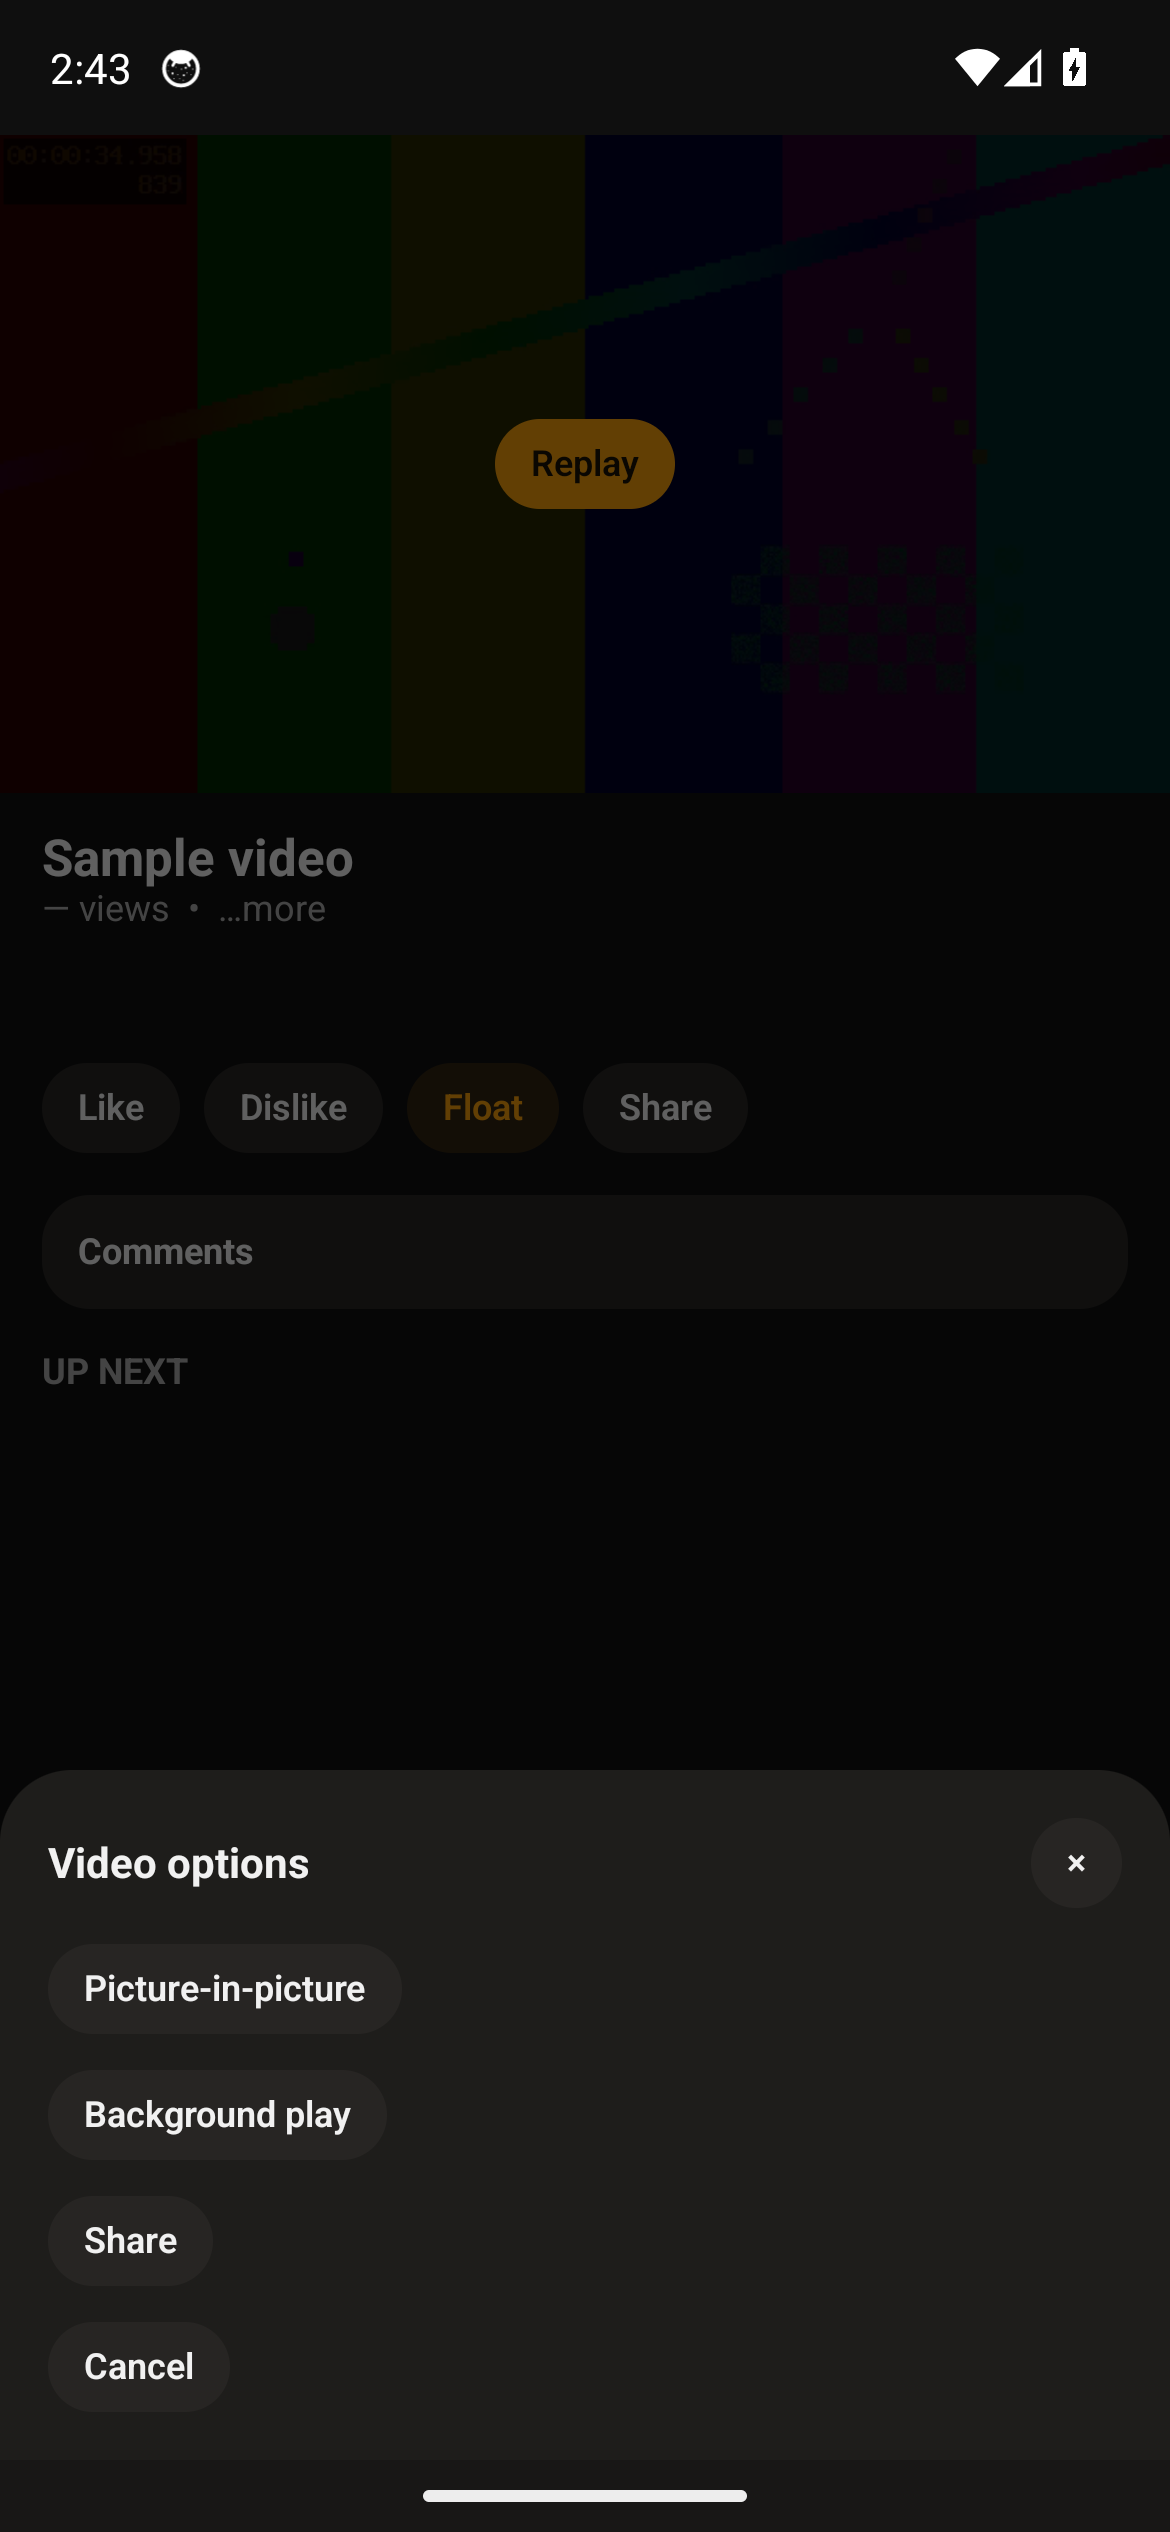 2:43
00:00:34.958
839
Replay
Sample video
— views • …more
Like Dislike Float Share
Comments
UP NEXT
Video options
×
Picture-in-picture
Background play
Share
Cancel